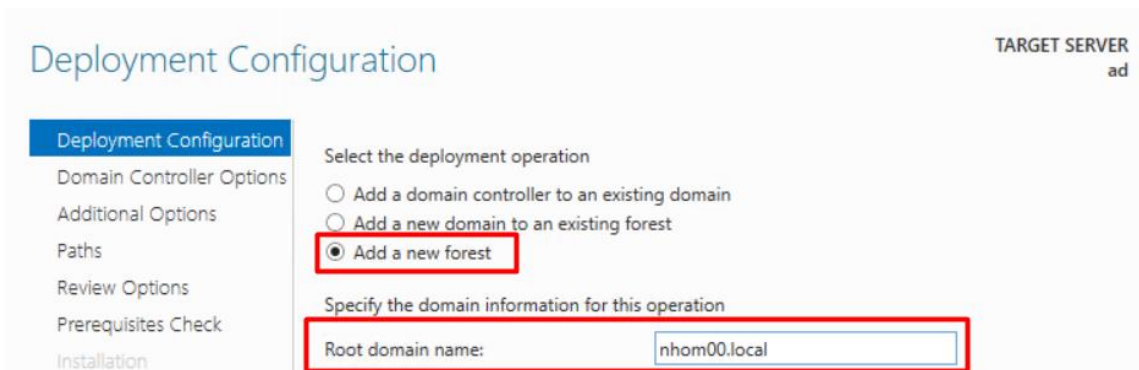 Deployment Configuration
TARGET SERVER
ad
Deployment Configuration
Domain Controller Options
Additional Options
Paths
Review Options
Prerequisites Check
Installation
Select the deployment operation
Add a domain controller to an existing domain
Add a new domain to an existing forest
Add a new forest
Specify the domain information for this operation
Root domain name: nhom00.local